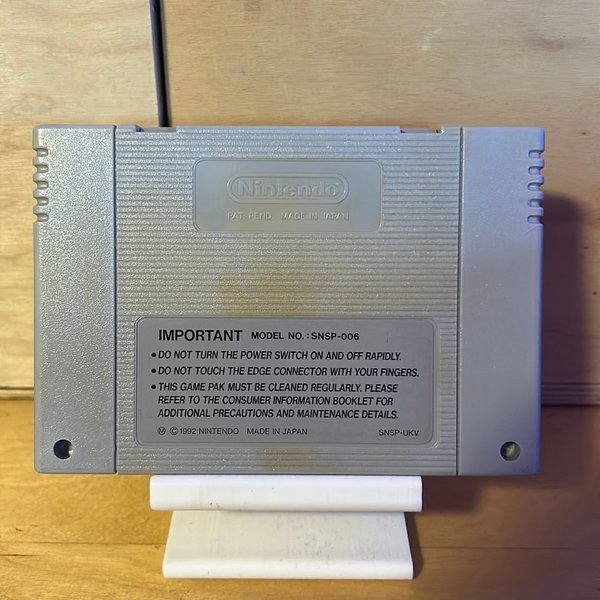 Nintendo
PAT. PEND. MADE IN JAPAN
IMPORTANT MODEL NO.: SNSP-006
• DO NOT TURN THE POWER SWITCH ON AND OFF RAPIDLY.
• DO NOT TOUCH THE EDGE CONNECTOR WITH YOUR FINGERS.
• THIS GAME PAK MUST BE CLEANED REGULARLY. PLEASE
REFER TO THE CONSUMER INFORMATION BOOKLET FOR
ADDITIONAL PRECAUTIONS AND MAINTENANCE DETAILS.
Ⓜ ©1992 NINTENDO MADE IN JAPAN SNSP-UKV